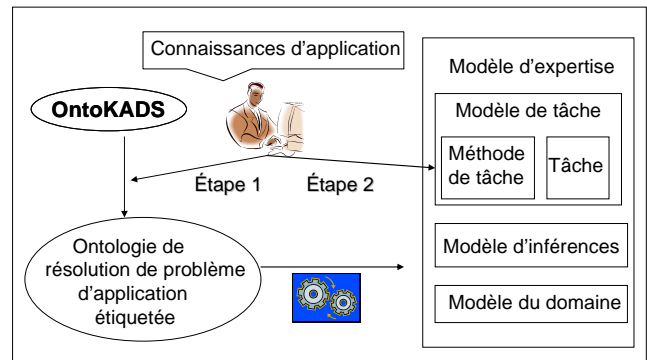 Connaissances d'application
OntoKADS
Étape 1
Étape 2
Ontologie de
résolution de problème
d'application
étiquetée
Modèle d'expertise
Modèle de tâche
Méthode
de tâche
Tâche
Modèle d'inférences
Modèle du domaine